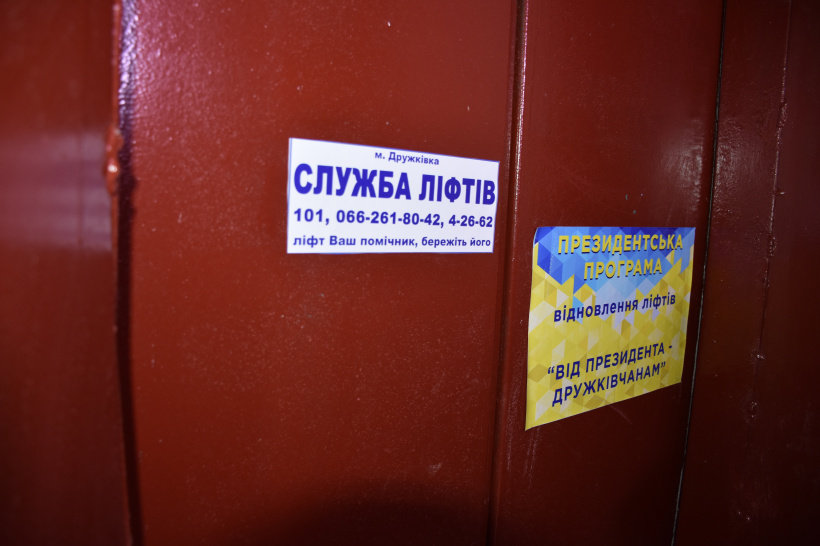 м. Дружківка
СЛУЖБА ЛІФТІВ
101, 066-261-80-42, 4-26-62
ліфт Ваш помічник, бережіть його
ПРЕЗИДЕНТСЬКА
ПРОГРАМА
відновлення ліфтів
“ВІД ПРЕЗИДЕНТА -
ДРУЖКІВЧАНАМ”